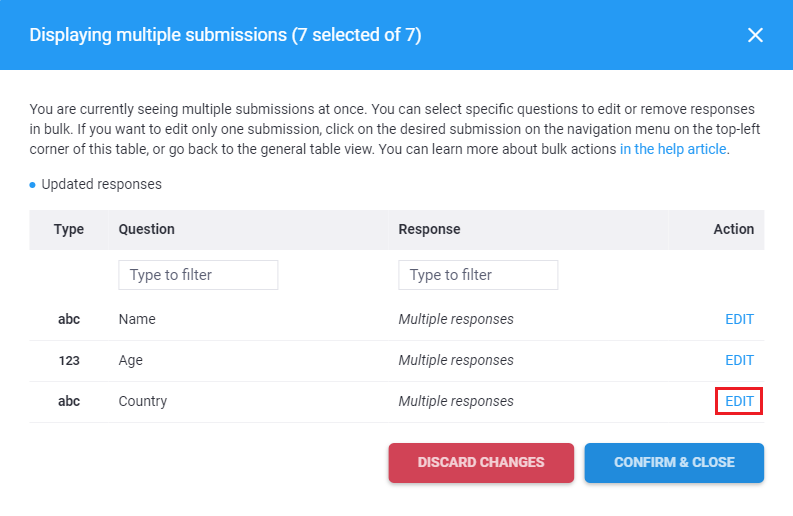 Displaying multiple submissions (7 selected of 7)
You are currently seeing multiple submissions at once. You can select specific questions to edit or remove responses
in bulk. If you want to edit only one submission, click on the desired submission on the navigation menu on the top-left
corner of this table, or go back to the general table view. You can learn more about bulk actions in the help article.
Updated responses
Type Question Response Action
Type to filter Type to filter
abc Name Multiple responses EDIT
123 Age Multiple responses EDIT
abc Country Multiple responses EDIT
DISCARD CHANGES CONFIRM & CLOSE